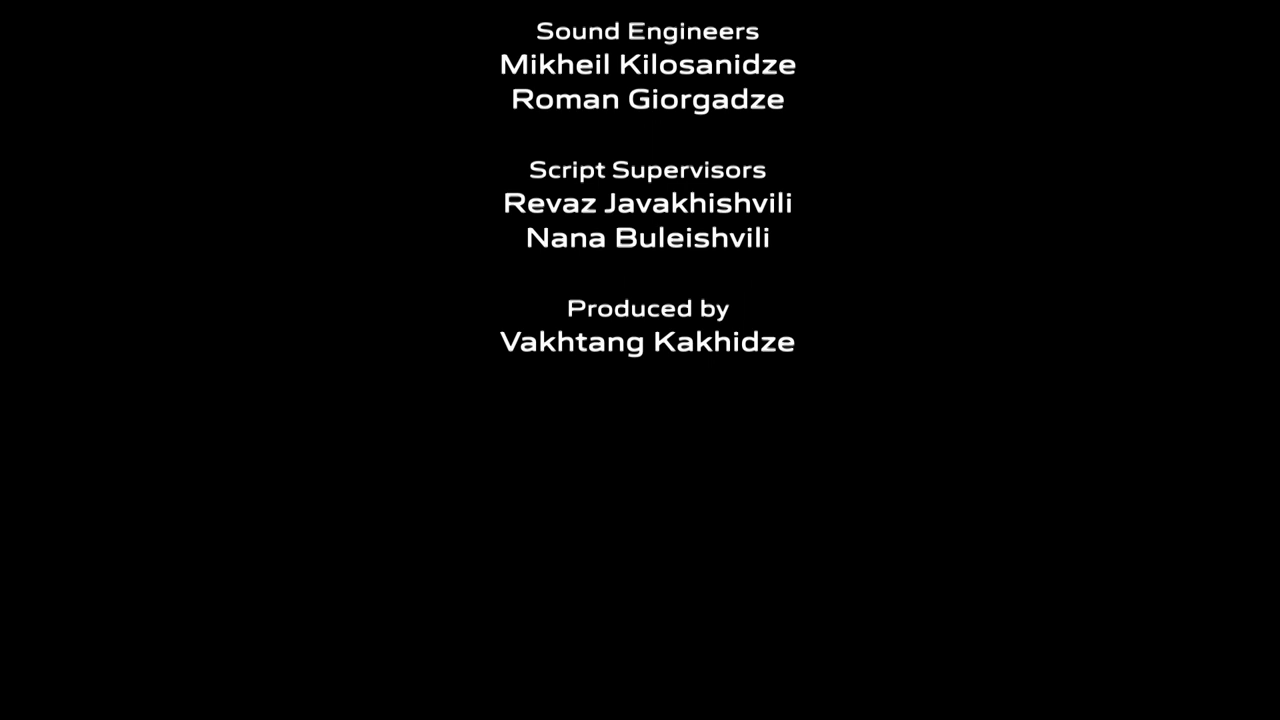 Sound Engineers
Mikheil Kilosanidze
Roman Giorgadze
Script Supervisors
Revaz Javakhishvili
Nana Buleishvili
Produced by
Vakhtang Kakhidze